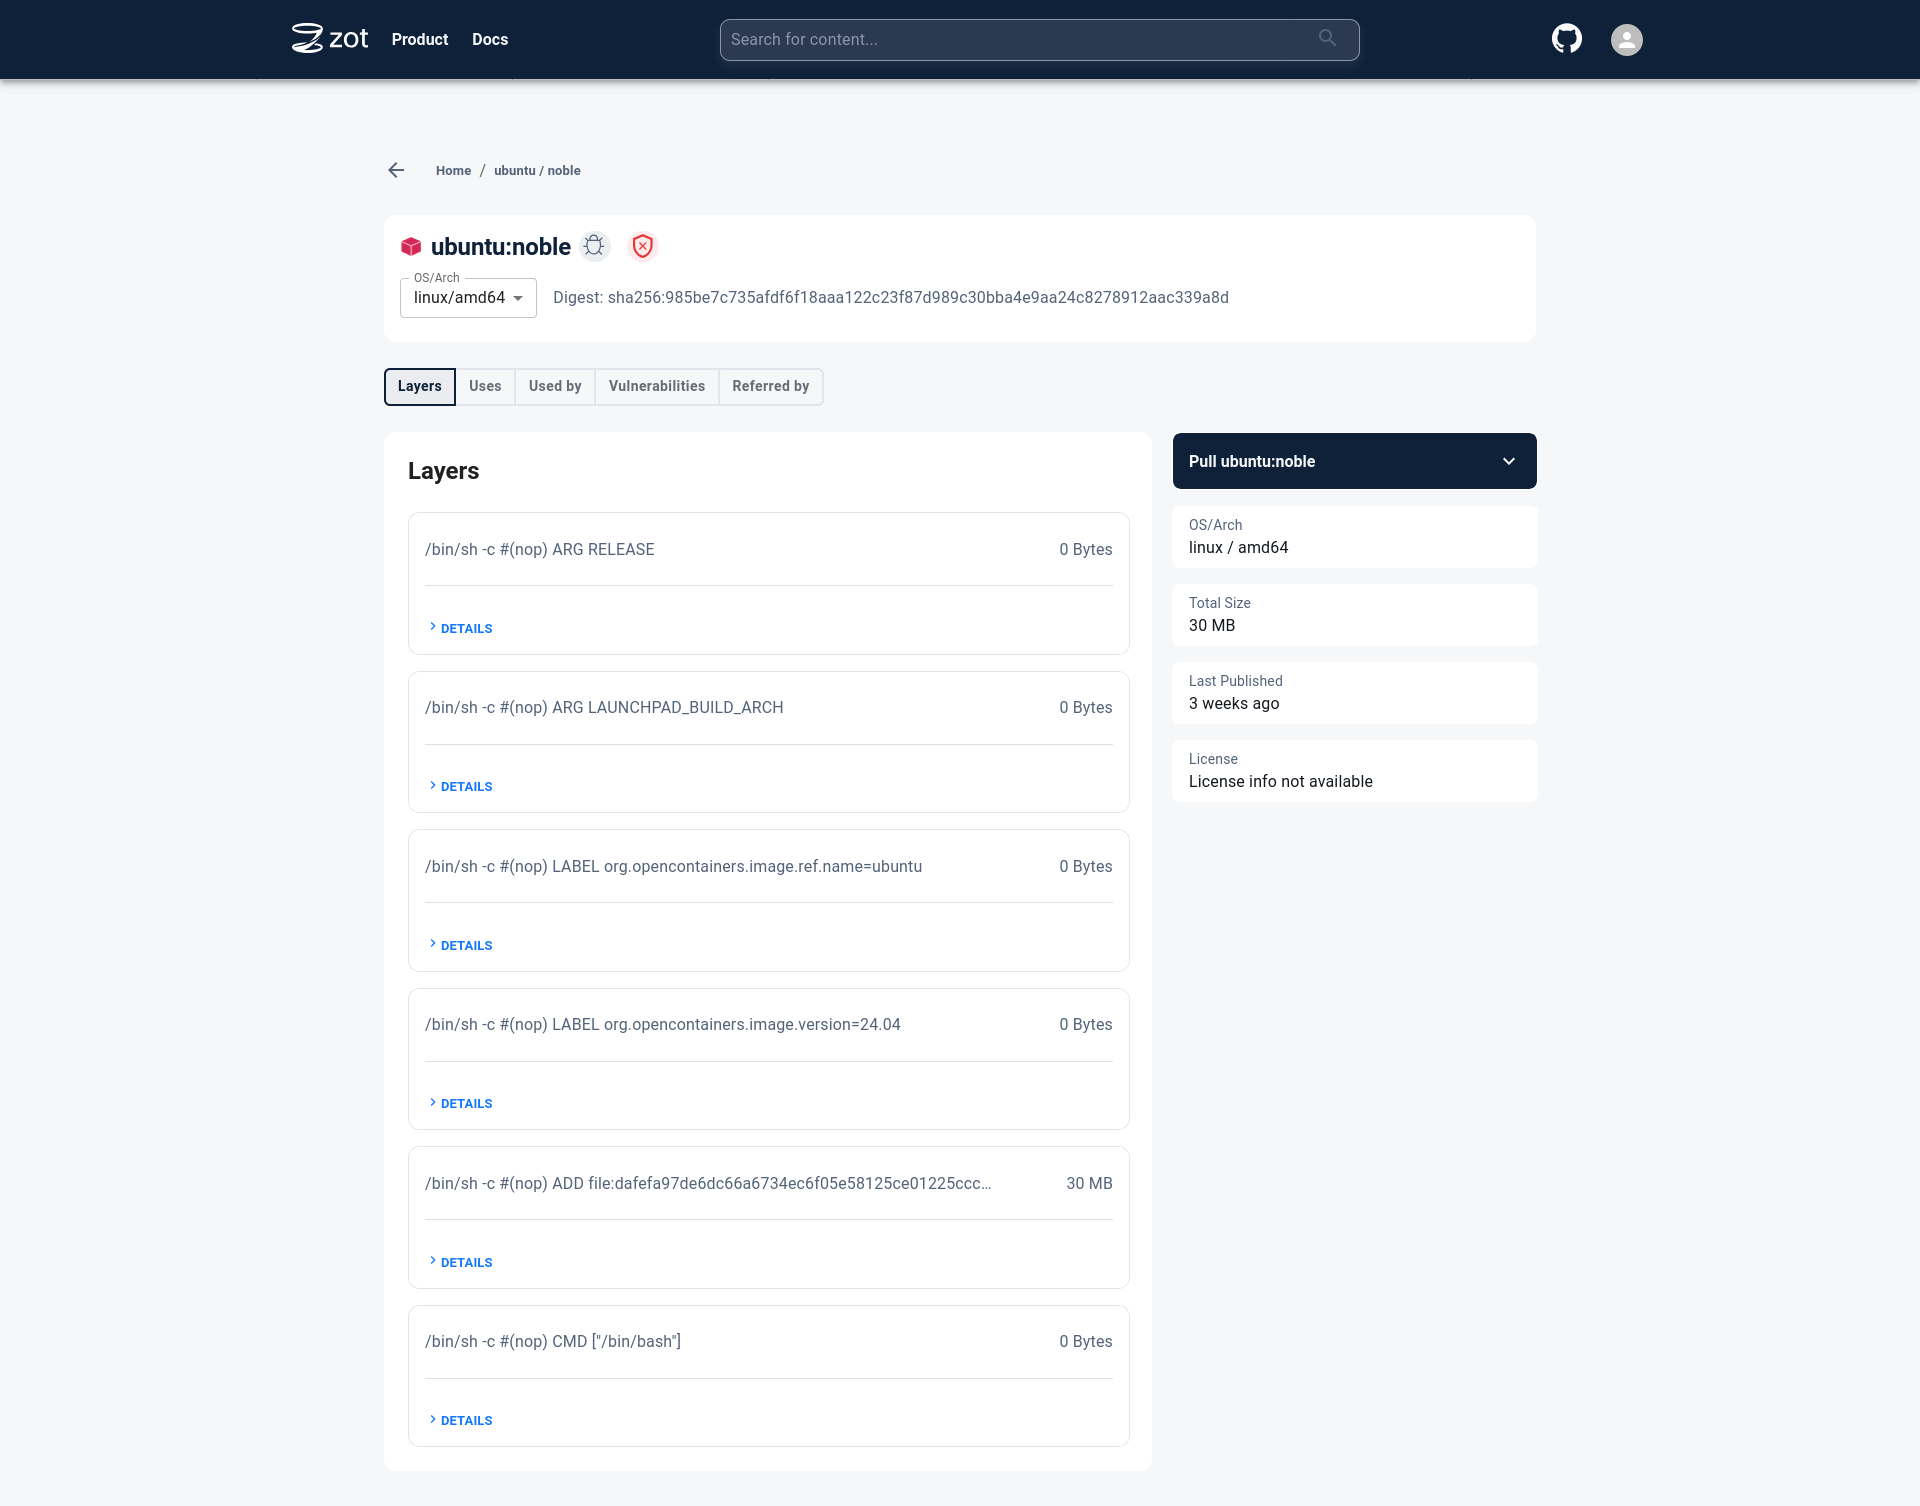 zot Product Docs Search for content...
Home / ubuntu / noble
ubuntu:noble
OS/Arch
linux/amd64 Digest: sha256:985be7c735afdf6f18aaa122c23f87d989c30bba4e9aa24c8278912aac339a8d
Layers Uses Used by Vulnerabilities Referred by
Layers
/bin/sh -c #(nop) ARG RELEASE 0 Bytes
DETAILS
/bin/sh -c #(nop) ARG LAUNCHPAD_BUILD_ARCH 0 Bytes
DETAILS
/bin/sh -c #(nop) LABEL org.opencontainers.image.ref.name=ubuntu 0 Bytes
DETAILS
/bin/sh -c #(nop) LABEL org.opencontainers.image.version=24.04 0 Bytes
DETAILS
/bin/sh -c #(nop) ADD file:dafefa97de6dc66a6734ec6f05e58125ce01225ccc... 30 MB
DETAILS
/bin/sh -c #(nop) CMD ["/bin/bash"] 0 Bytes
DETAILS
Pull ubuntu:noble
OS/Arch
linux / amd64
Total Size
30 MB
Last Published
3 weeks ago
License
License info not available